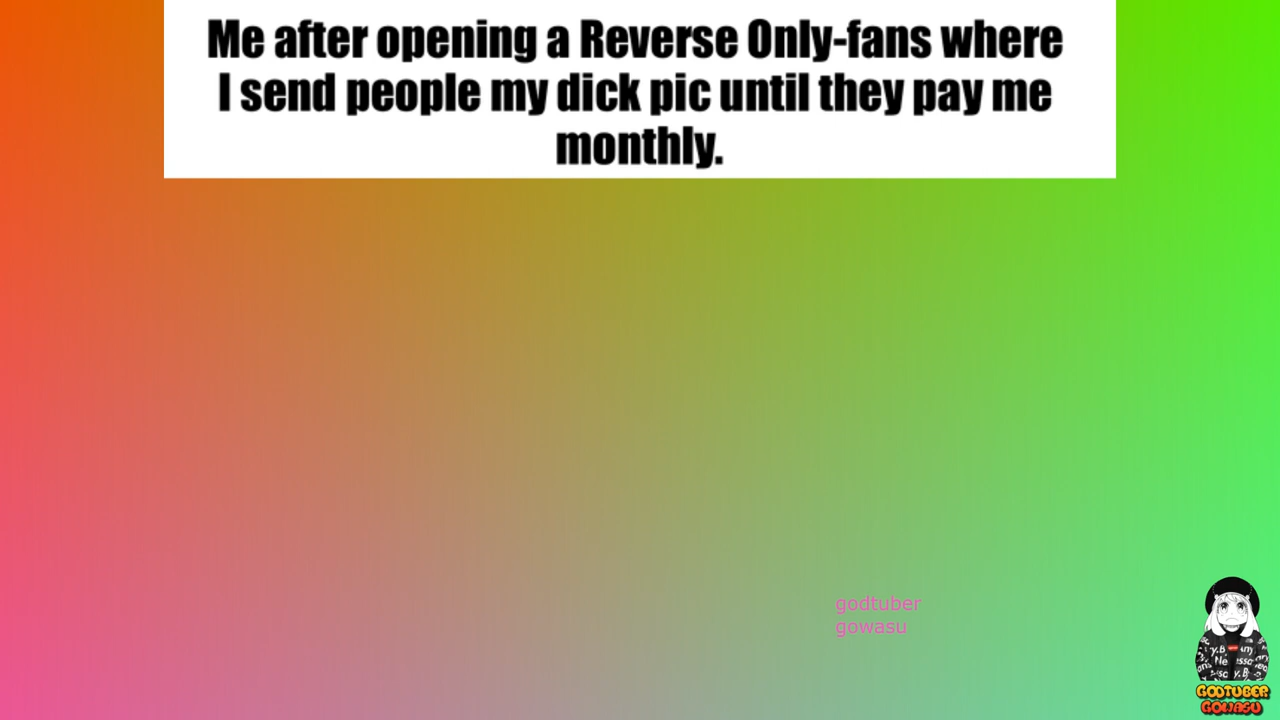 Me after opening a Reverse Only-fans where
I send people my dick pic until they pay me
monthly.
godtuber
gowasu
GODTUBER
GOWASU